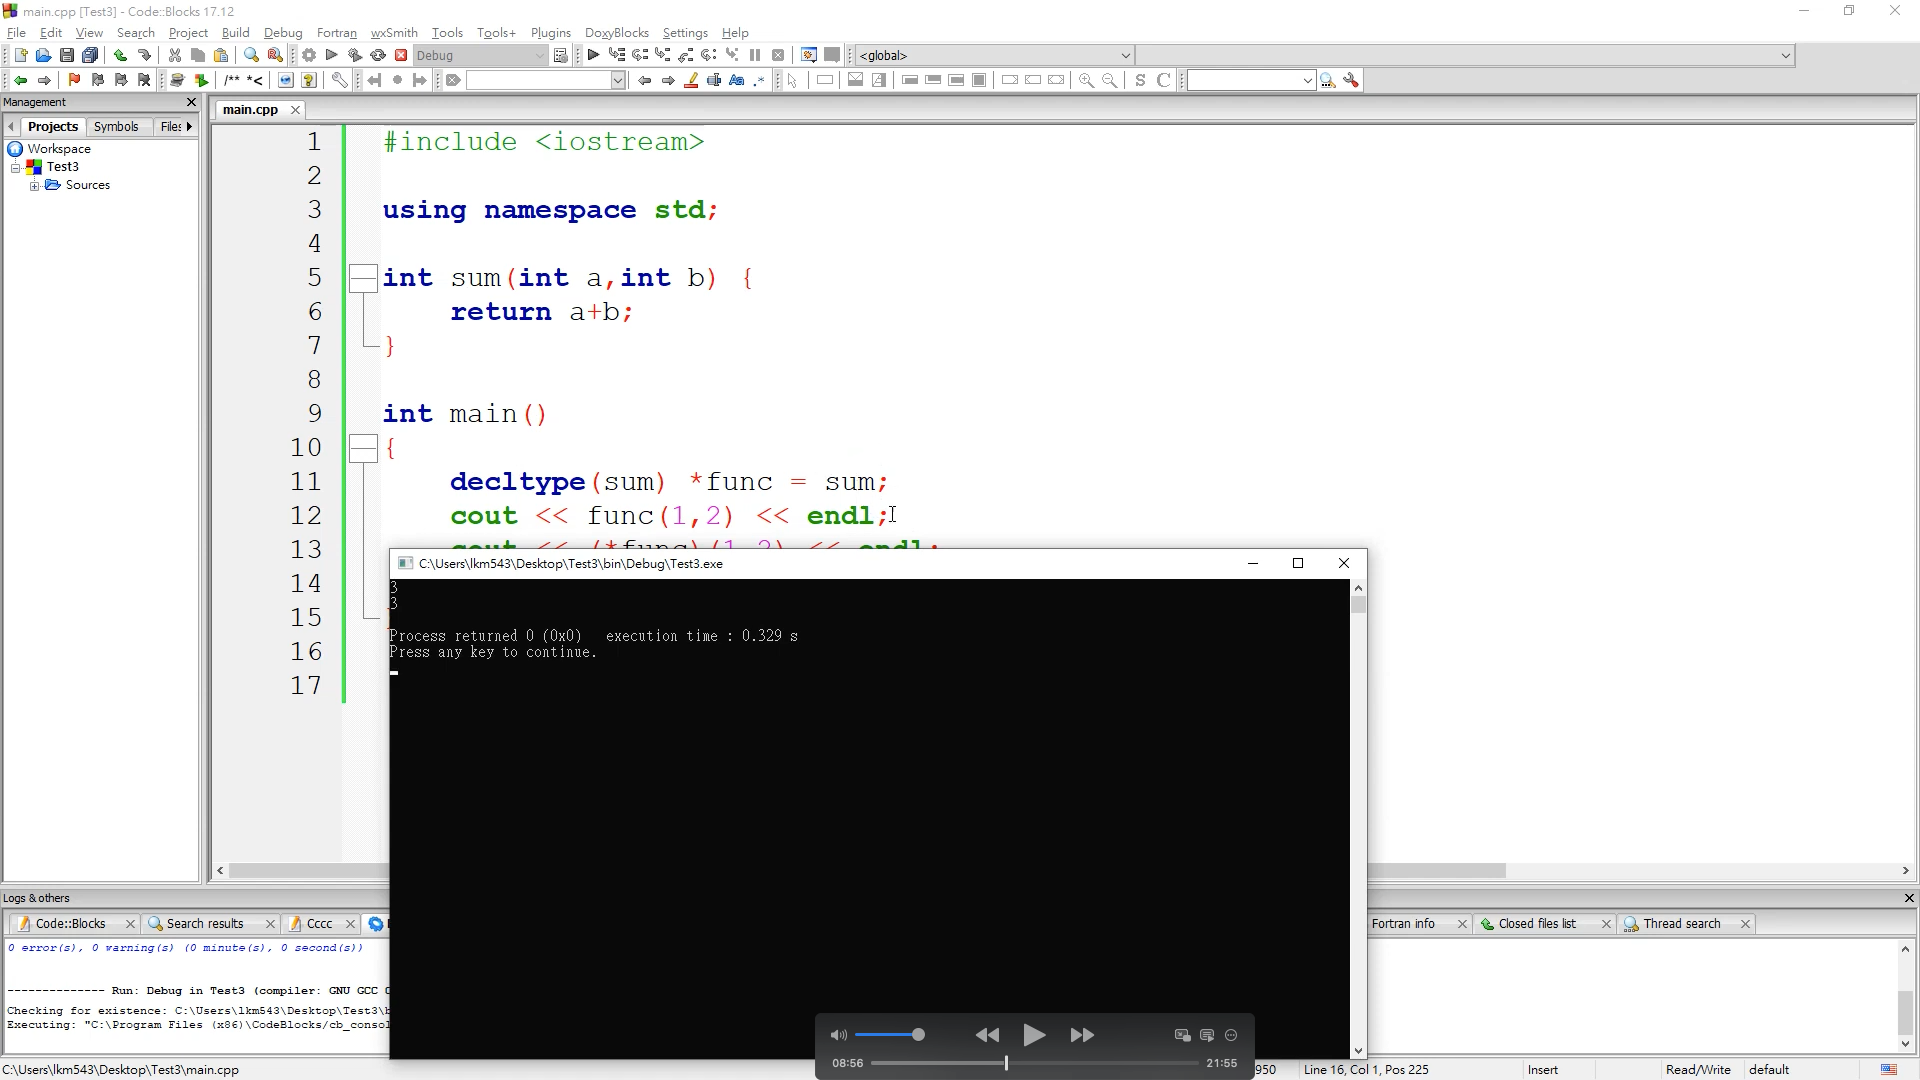 main.cpp [Test3] - Code::Blocks 17.12
File Edit View Search Project Build Debug Fortran wxSmith Tools Tools+ Plugins DoxyBlocks Settings Help
Debug
<global>
/** *<
Aa .*
S C
Management
Projects Symbols Files
Workspace
Test3
Sources
main.cpp
1 #include <iostream>
2
3 using namespace std;
4
5 int sum(int a,int b) {
6 return a+b;
7 }
8
9 int main()
10 {
11 decltype(sum) *func = sum;
12 cout << func(1,2) << endl;
13 cout << (*func)(1,2) << endl;
14
15
16
17
C:\Users\lkm543\Desktop\Test3\bin\Debug\Test3.exe
3
3
Process returned 0 (0x0) execution time : 0.329 s
Press any key to continue.
Logs & others
Code::Blocks Search results Cccc
Fortran info Closed files list Thread search
0 error(s), 0 warning(s) (0 minute(s), 0 second(s))
-------------- Run: Debug in Test3 (compiler: GNU GCC
Checking for existence: C:\Users\lkm543\Desktop\Test3\
Executing: "C:\Program Files (x86)\CodeBlocks/cb_conso
08:56 21:55
C:\Users\lkm543\Desktop\Test3\main.cpp
950 Line 16, Col 1, Pos 225 Insert Read/Write default